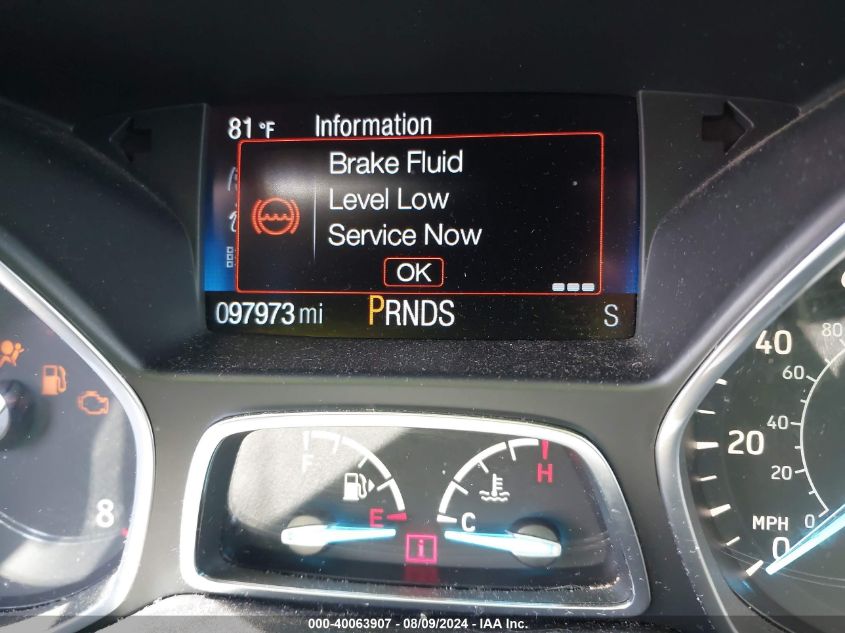 81 °F Information
Brake Fluid
Level Low
Service Now
OK
097973 mi PRNDS S
40 80
60
40
20
20
MPH 0
0
8
F
H
E C
i
000-40063907 - 08/09/2024 - IAA Inc.